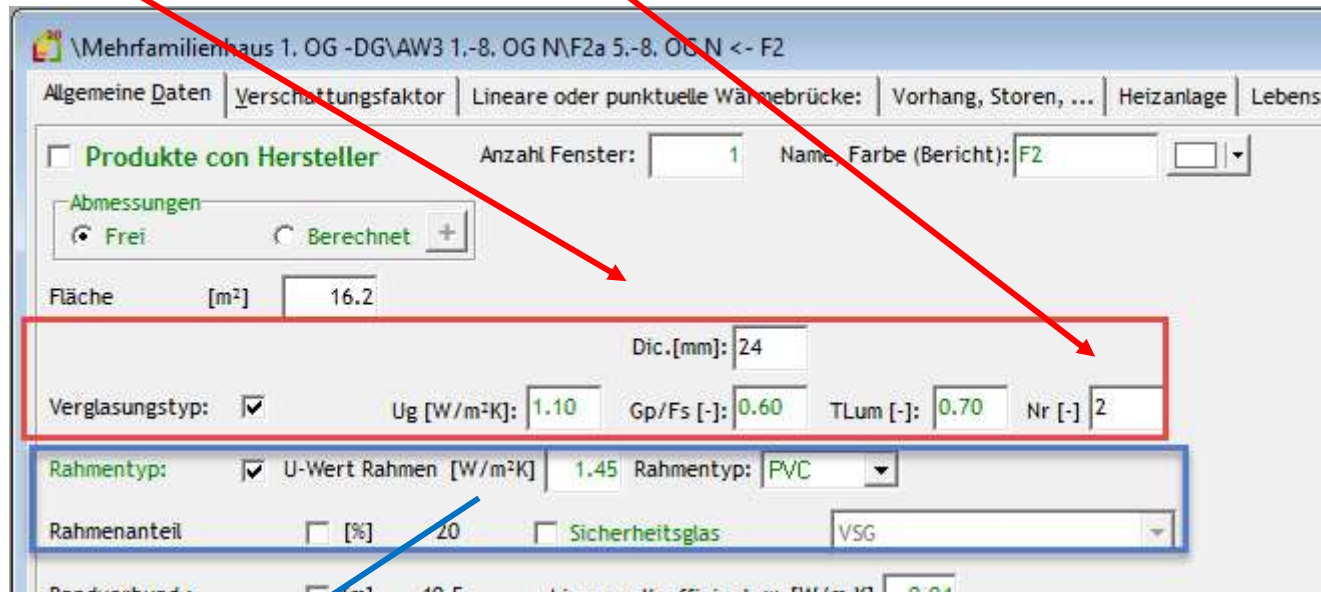 \Mehrfamilienhaus 1. OG -DG\AW3 1.-8. OG N\F2a 5.-8. OG N <- F2
Allgemeine Daten Verschattungsfaktor Lineare oder punktuelle Wärmebrücke: Vorhang, Storen, ... Heizanlage Lebens
Produkte con Hersteller Anzahl Fenster: 1 Name, Farbe (Bericht): F2
Abmessungen
Frei Berechnet +
Fläche [m²] 16.2
Dic.[mm]: 24
Verglasungstyp: Ug [W/m²K]: 1.10 Gp/Fs [-]: 0.60 TLum [-]: 0.70 Nr [-] 2
Rahmentyp: U-Wert Rahmen [W/m²K] 1.45 Rahmentyp: PVC
Rahmenanteil [%] 20 Sicherheitsglas VSG